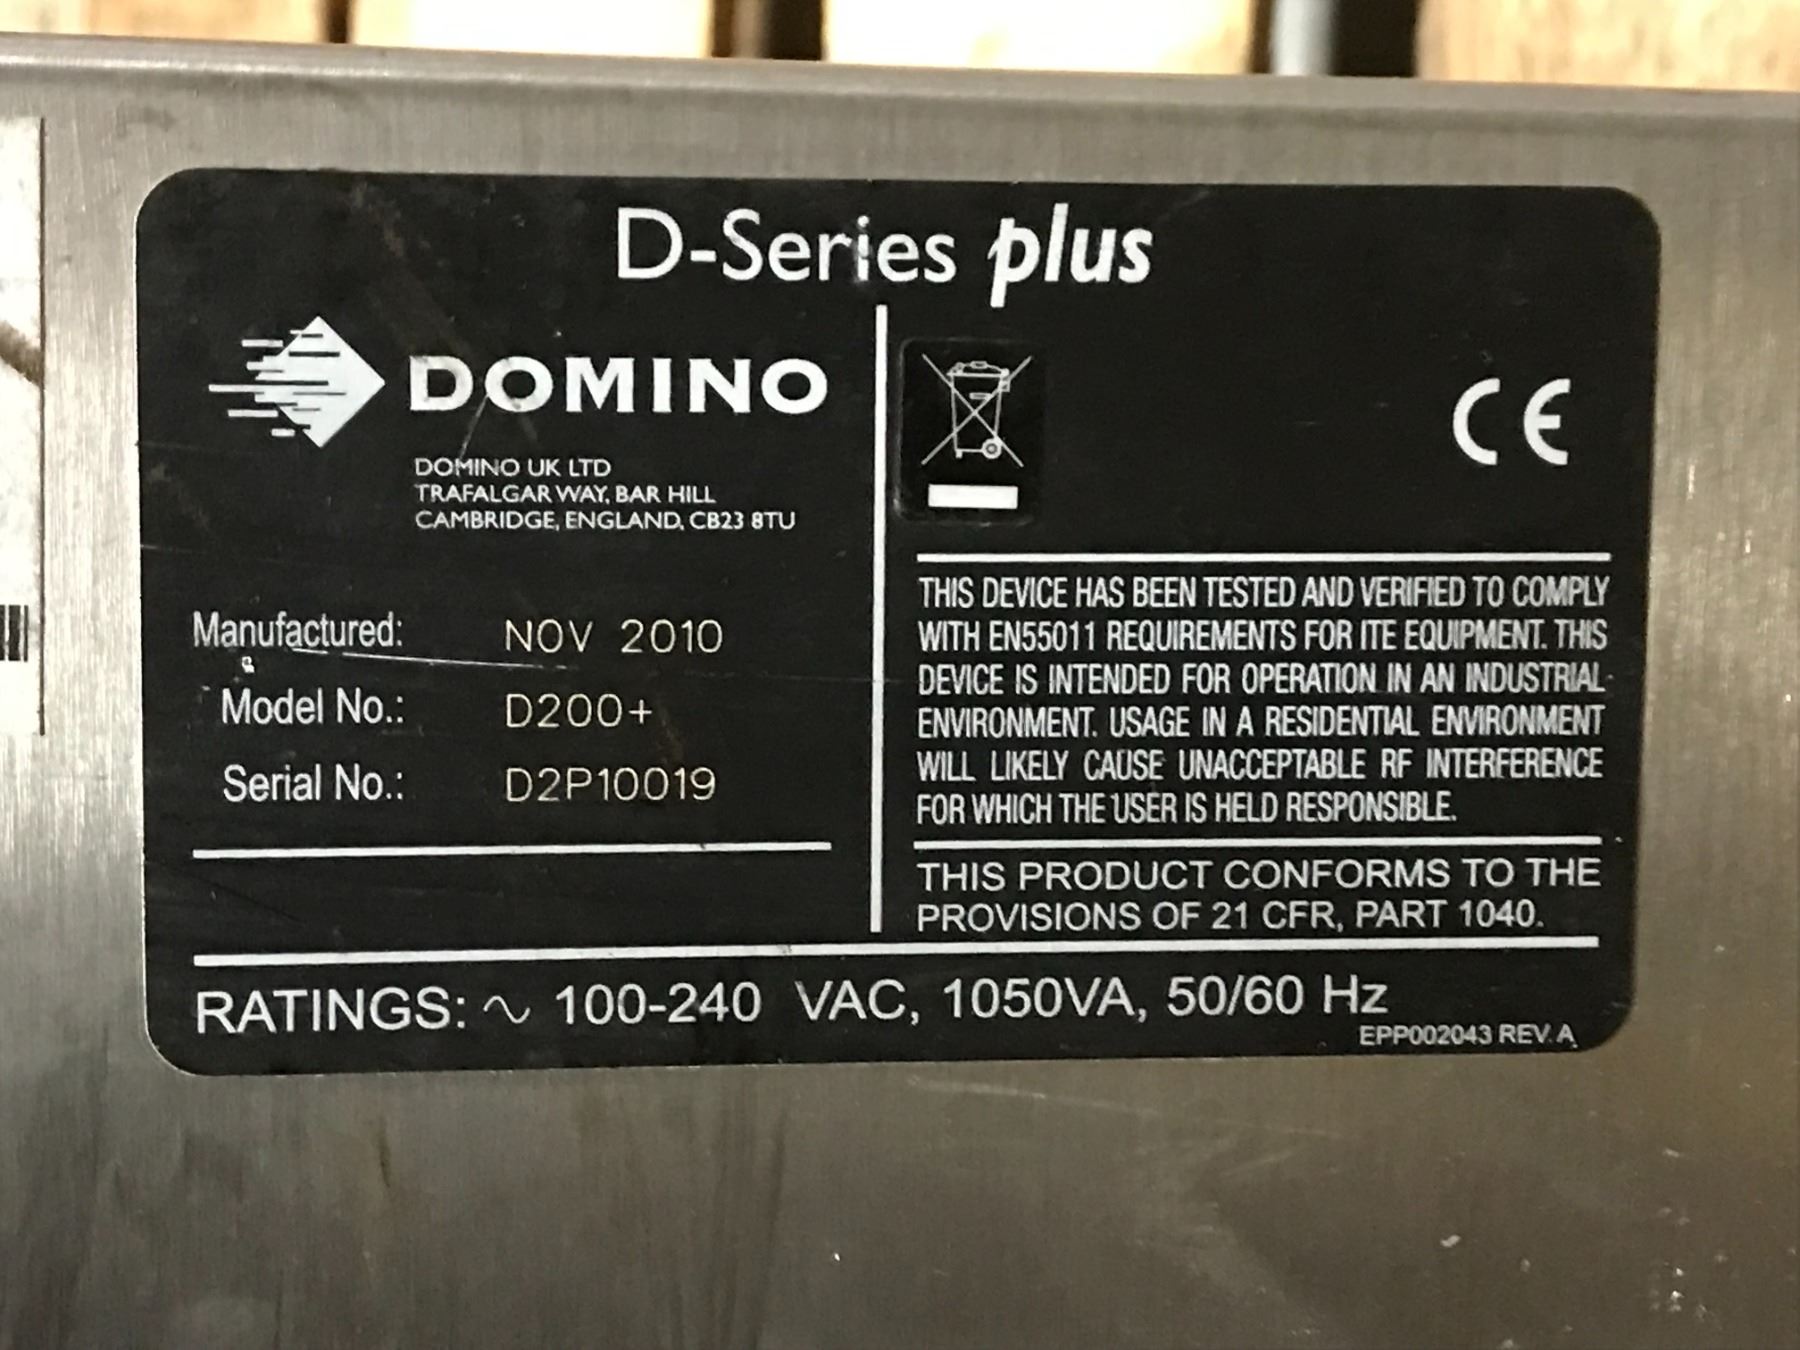 D-Series plus
DOMINO
DOMINO UK LTD
TRAFALGAR WAY, BAR HILL
CAMBRIDGE, ENGLAND, CB23 8TU
Manufactured: NOV 2010
Model No.: D200+
Serial No.: D2P10019
CE
THIS DEVICE HAS BEEN TESTED AND VERIFIED TO COMPLY
WITH EN55011 REQUIREMENTS FOR ITE EQUIPMENT. THIS
DEVICE IS INTENDED FOR OPERATION IN AN INDUSTRIAL
ENVIRONMENT. USAGE IN A RESIDENTIAL ENVIRONMENT
WILL LIKELY CAUSE UNACCEPTABLE RF INTERFERENCE
FOR WHICH THE USER IS HELD RESPONSIBLE.
THIS PRODUCT CONFORMS TO THE
PROVISIONS OF 21 CFR, PART 1040.
RATINGS: ∿ 100-240 VAC, 1050VA, 50/60 Hz
EPP002043 REV. A